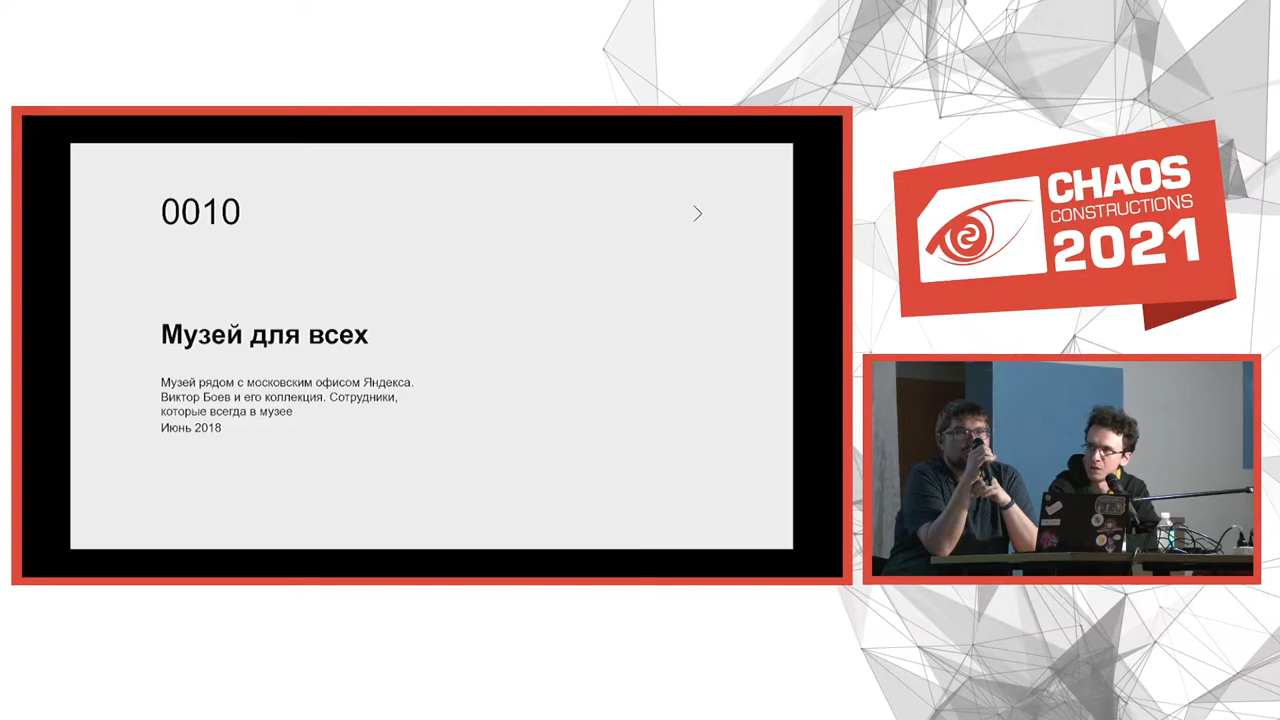 0010
Музей для всех
Музей рядом с московским офисом Яндекса.
Виктор Боев и его коллекция. Сотрудники,
которые всегда в музее
Июнь 2018
CHAOS
CONSTRUCTIONS
2021